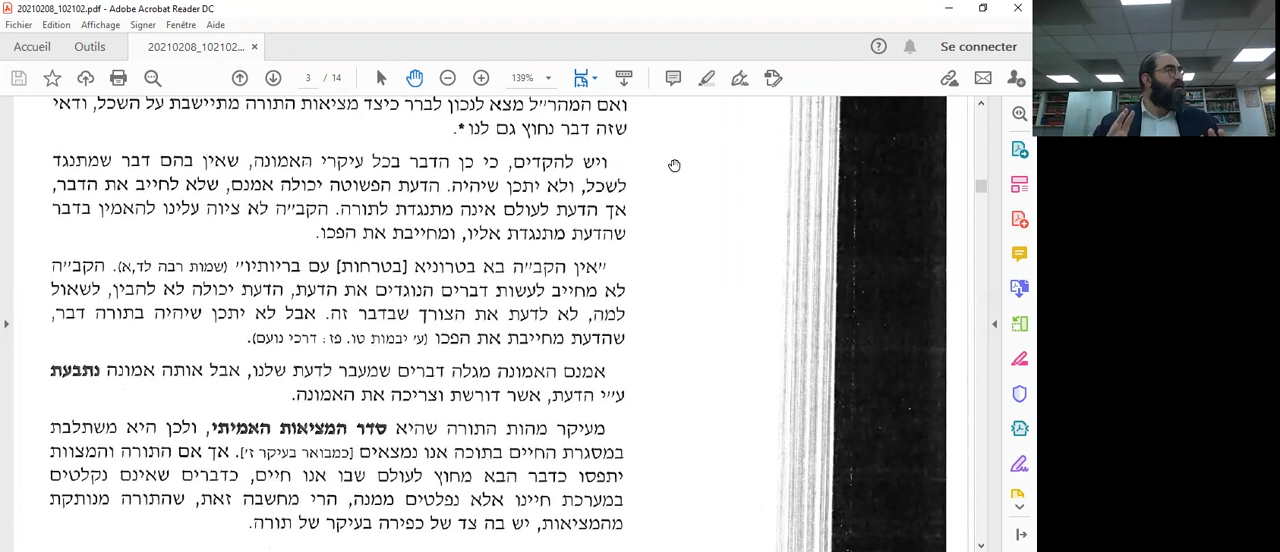 20210208_102102.pdf - Adobe Acrobat Reader DC
Fichier Edition Affichage Signer Fenêtre Aide
Accueil Outils 20210208_102102... × Se connecter
3 / 14 139%
ואם המהר״ל מצא לנכון לברר כיצד מציאות התורה מתיישבת על השכל, ודאי
שזה דבר נחוץ גם לנו*.
ויש להקדים, כי כן הדבר בכל עיקרי האמונה, שאין בהם דבר שמתנגד
לשכל, ולא יתכן שיהיה. הדעת הפשוטה יכולה אמנם, שלא לחייב את הדבר,
אך הדעת לעולם אינה מתנגדת לתורה. הקב״ה לא ציוה עלינו להאמין בדבר
שהדעת מתנגדת אליו, ומחייבת את הפכו.
״אין הקב״ה בא בטרוניא [בטרחות] עם בריותיו״ (שמות רבה לד,א). הקב״ה
לא מחייב לעשות דברים הנוגדים את הדעת, הדעת יכולה לא להבין, לשאול
למה, לא לדעת את הצורך שבדבר זה. אבל לא יתכן שיהיה בתורה דבר,
שהדעת מחייבת את הפכו (ע׳ יבמות טו. פז: דרכי נועם).
אמנם האמונה מגלה דברים שמעבר לדעת שלנו, אבל אותה אמונה נתבעת
ע״י הדעת, אשר דורשת וצריכה את האמונה.
מעיקר מהות התורה שהיא סדר המציאות האמיתי, ולכן היא משתלבת
במסגרת החיים בתוכה אנו נמצאים [כמבואר בעיקר ז׳]. אך אם התורה והמצוות
יתפסו כדבר הבא מחוץ לעולם שבו אנו חיים, כדברים שאינם נקלטים
במערכת חיינו אלא נפלטים ממנה, הרי מחשבה זאת, שהתורה מנותקת
מהמציאות, יש בה צד של כפירה בעיקר של תורה.